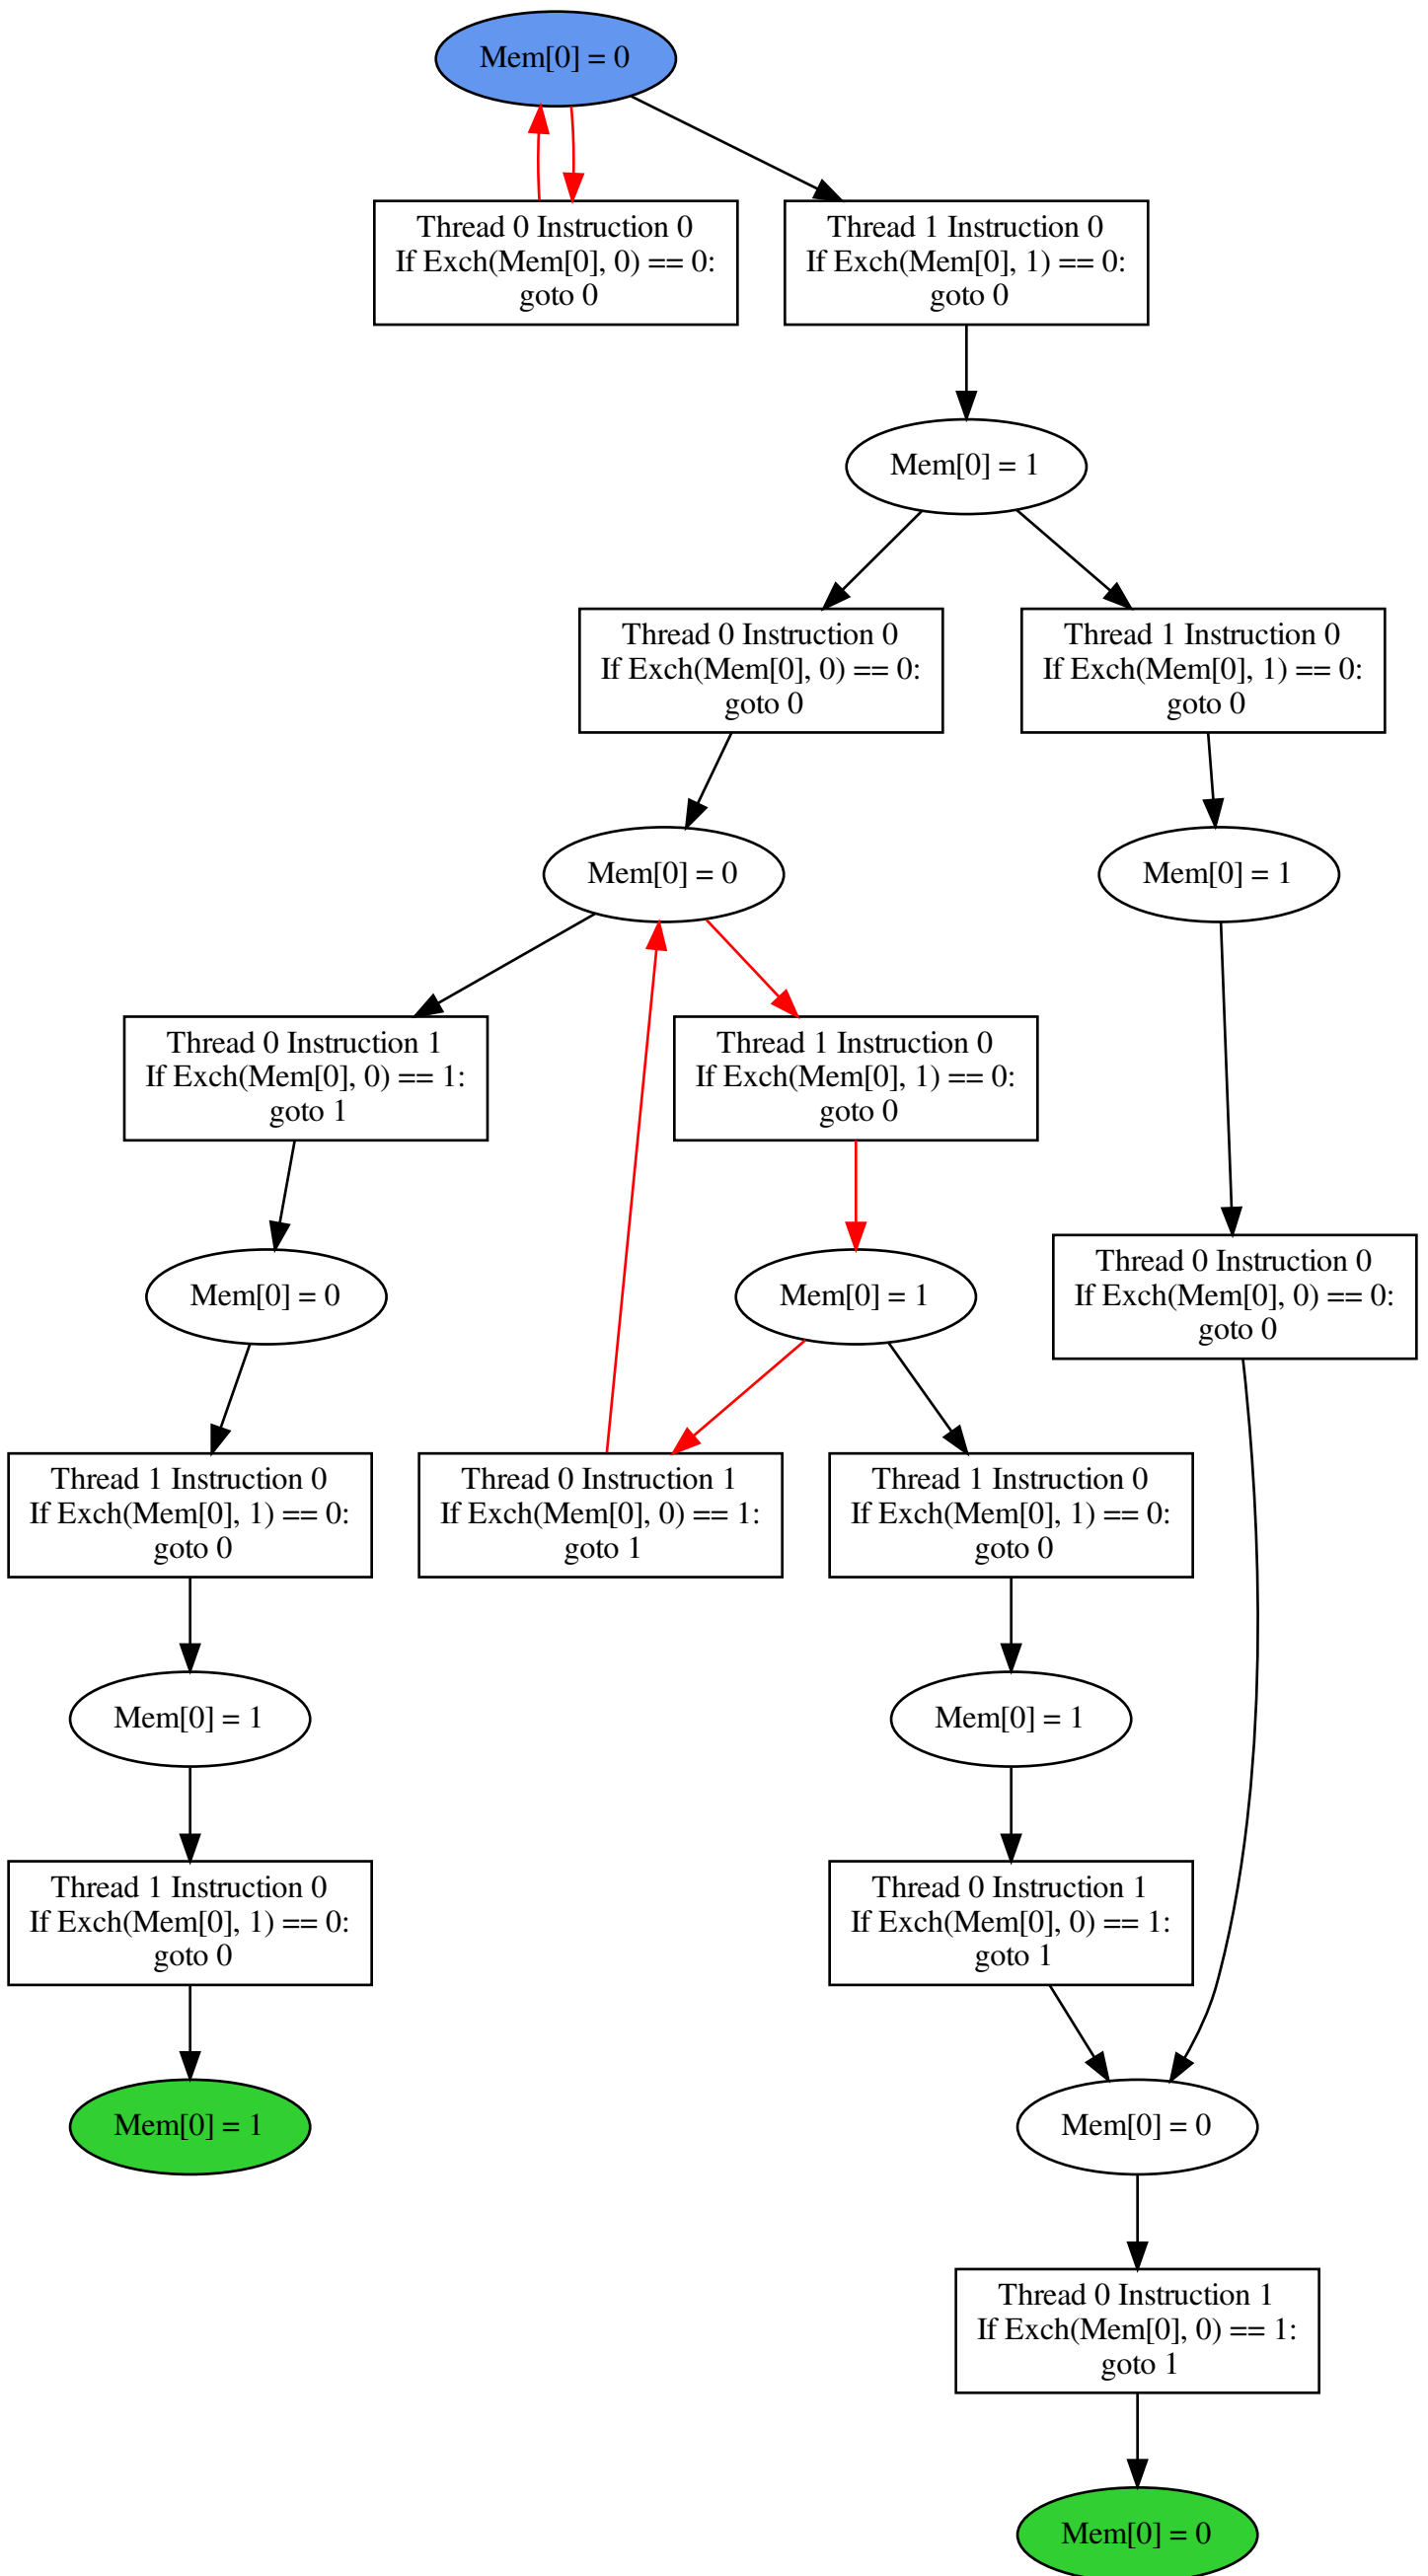 Mem[0] = 0
Thread 0 Instruction 0
If Exch(Mem[0], 0) == 0:
goto 0
Thread 1 Instruction 0
If Exch(Mem[0], 1) == 0:
goto 0
Mem[0] = 1
Thread 0 Instruction 0
If Exch(Mem[0], 0) == 0:
goto 0
Thread 1 Instruction 0
If Exch(Mem[0], 1) == 0:
goto 0
Mem[0] = 0
Mem[0] = 1
Thread 0 Instruction 1
If Exch(Mem[0], 0) == 1:
goto 1
Thread 1 Instruction 0
If Exch(Mem[0], 1) == 0:
goto 0
Mem[0] = 0
Mem[0] = 1
Thread 0 Instruction 0
If Exch(Mem[0], 0) == 0:
goto 0
Thread 1 Instruction 0
If Exch(Mem[0], 1) == 0:
goto 0
Thread 0 Instruction 1
If Exch(Mem[0], 0) == 1:
goto 1
Thread 1 Instruction 0
If Exch(Mem[0], 1) == 0:
goto 0
Mem[0] = 1
Mem[0] = 1
Thread 1 Instruction 0
If Exch(Mem[0], 1) == 0:
goto 0
Thread 0 Instruction 1
If Exch(Mem[0], 0) == 1:
goto 1
Mem[0] = 1
Mem[0] = 0
Thread 0 Instruction 1
If Exch(Mem[0], 0) == 1:
goto 1
Mem[0] = 0